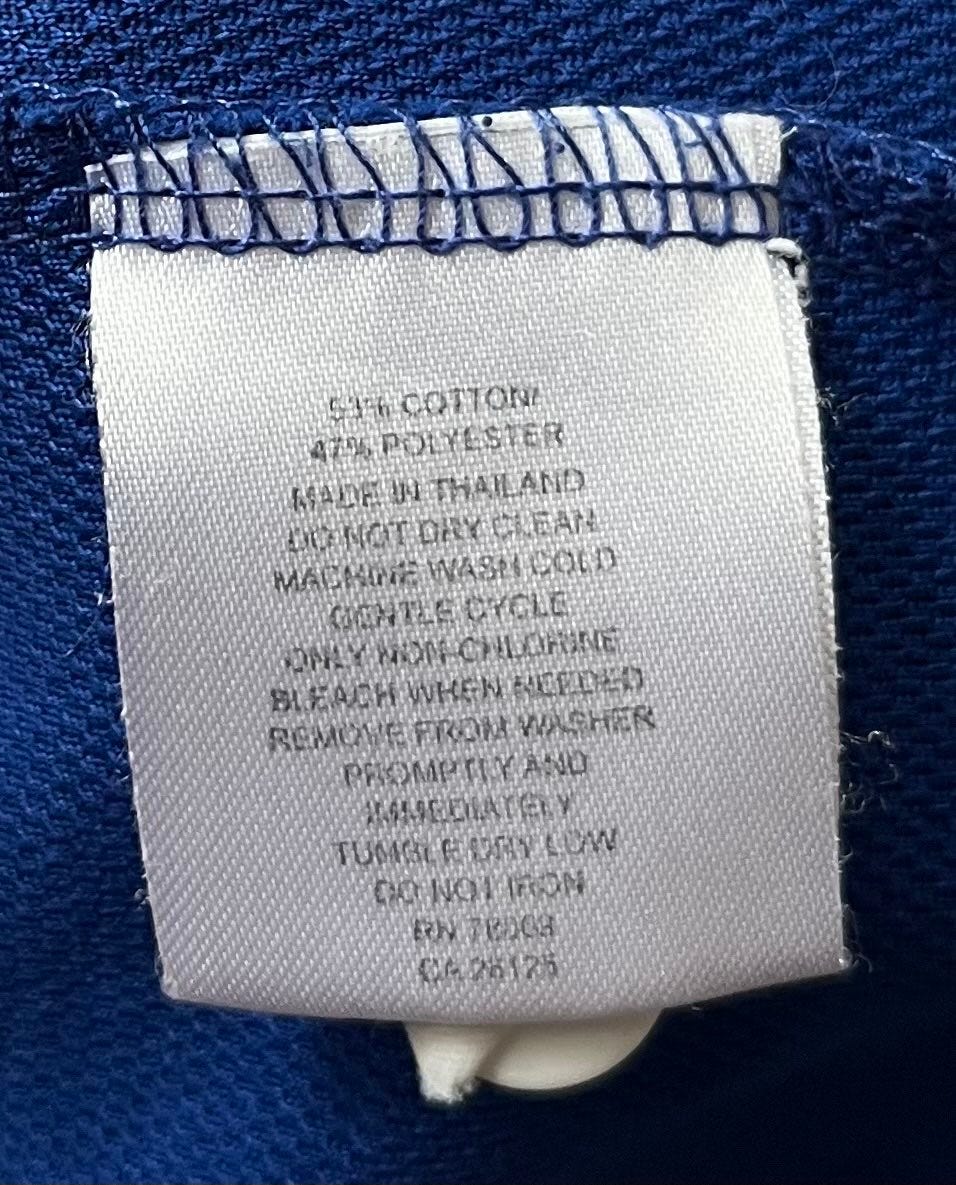 53% COTTON/
47% POLYESTER
MADE IN THAILAND
DO NOT DRY CLEAN
MACHINE WASH COLD
GENTLE CYCLE
ONLY NON-CHLORINE
BLEACH WHEN NEEDED
REMOVE FROM WASHER
PROMPTLY AND
IMMEDIATELY
TUMBLE DRY LOW
DO NOT IRON
RN
CA 26125